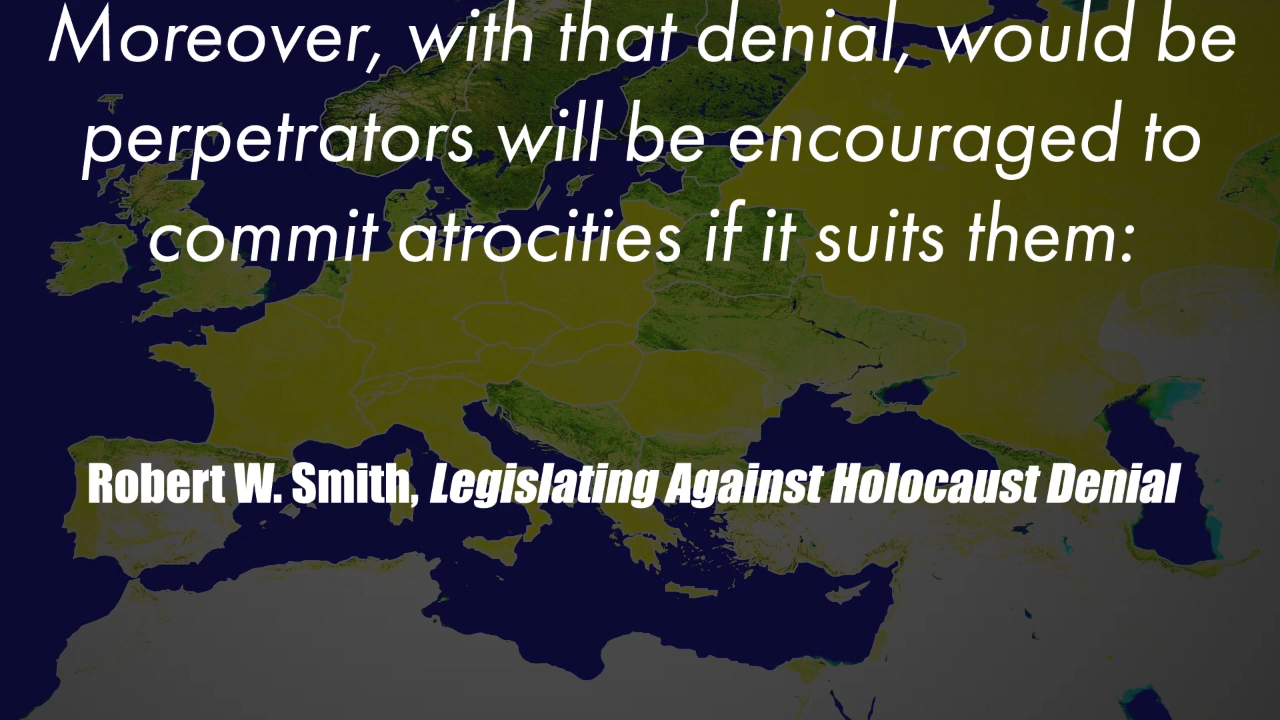 Moreover, with that denial, would be
perpetrators will be encouraged to
commit atrocities if it suits them:
Robert W. Smith, Legislating Against Holocaust Denial